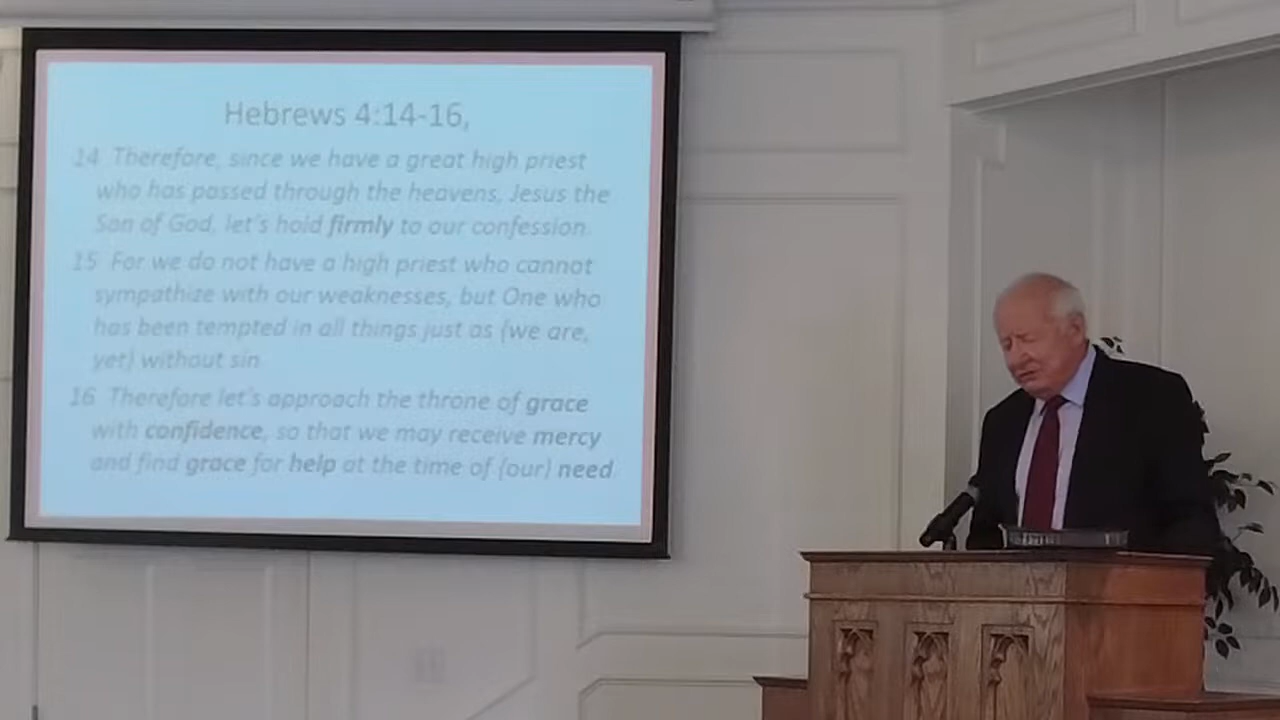 Hebrews 4:14-16,
14 Therefore, since we have a great high priest
who has passed through the heavens, Jesus the
Son of God, let's hold firmly to our confession.
15 For we do not have a high priest who cannot
sympathize with our weaknesses, but One who
has been tempted in all things just as (we are,
yet) without sin
16 Therefore let's approach the throne of grace
with confidence, so that we may receive mercy
and find grace for help at the time of (our) need